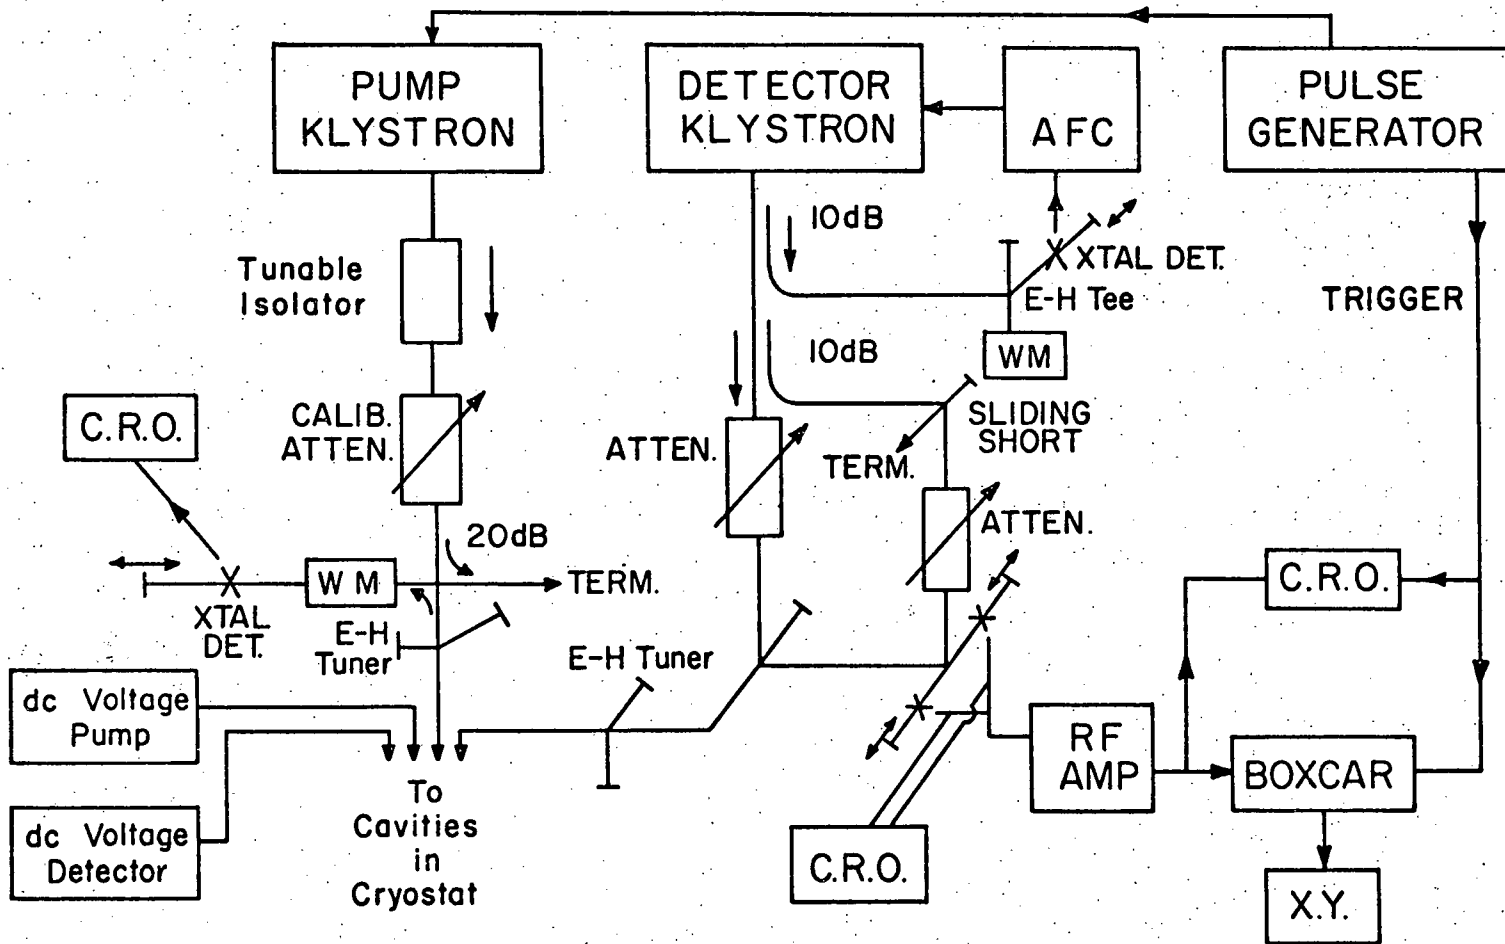 PUMP
KLYSTRON
DETECTOR
KLYSTRON
AFC
PULSE
GENERATOR
10dB
XTAL DET.
E-H Tee
WM
TRIGGER
Tunable
Isolator
10dB
SLIDING
SHORT
TERM.
C.R.O.
CALIB.
ATTEN.
ATTEN.
ATTEN.
20dB
WM
TERM.
XTAL
DET.
E-H
Tuner
E-H Tuner
C.R.O.
dc Voltage
Pump
dc Voltage
Detector
To
Cavities
in
Cryostat
RF
AMP
BOXCAR
C.R.O.
X.Y.